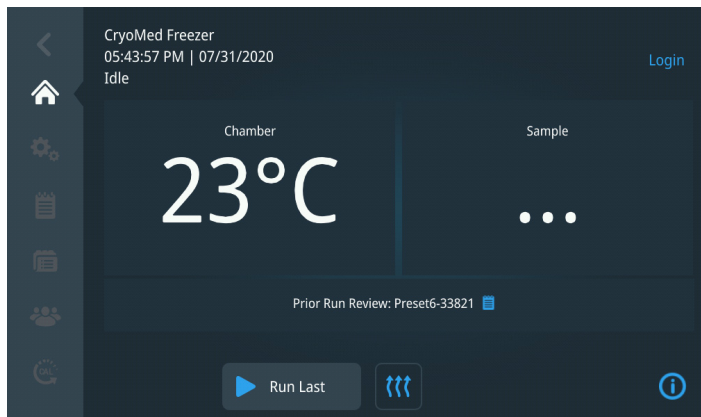 CryoMed Freezer
05:43:57 PM | 07/31/2020
Idle
Login
Chamber
23°C
Sample
...
Prior Run Review: Preset6-33821
CAL
Run Last